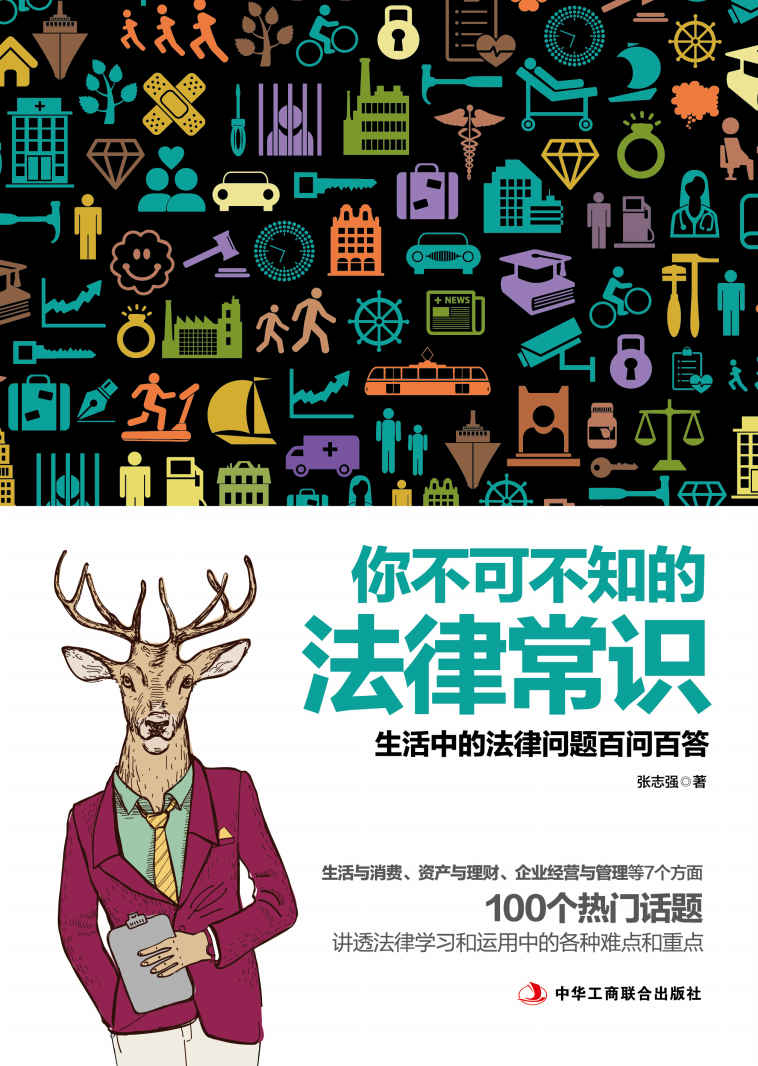 + NEWS
你不可不知的
法律常识
生活中的法律问题百问百答
张志强◎著
生活与消费、资产与理财、企业经营与管理等7个方面
100个热门话题
讲透法律学习和运用中的各种难点和重点
中华工商联合出版社